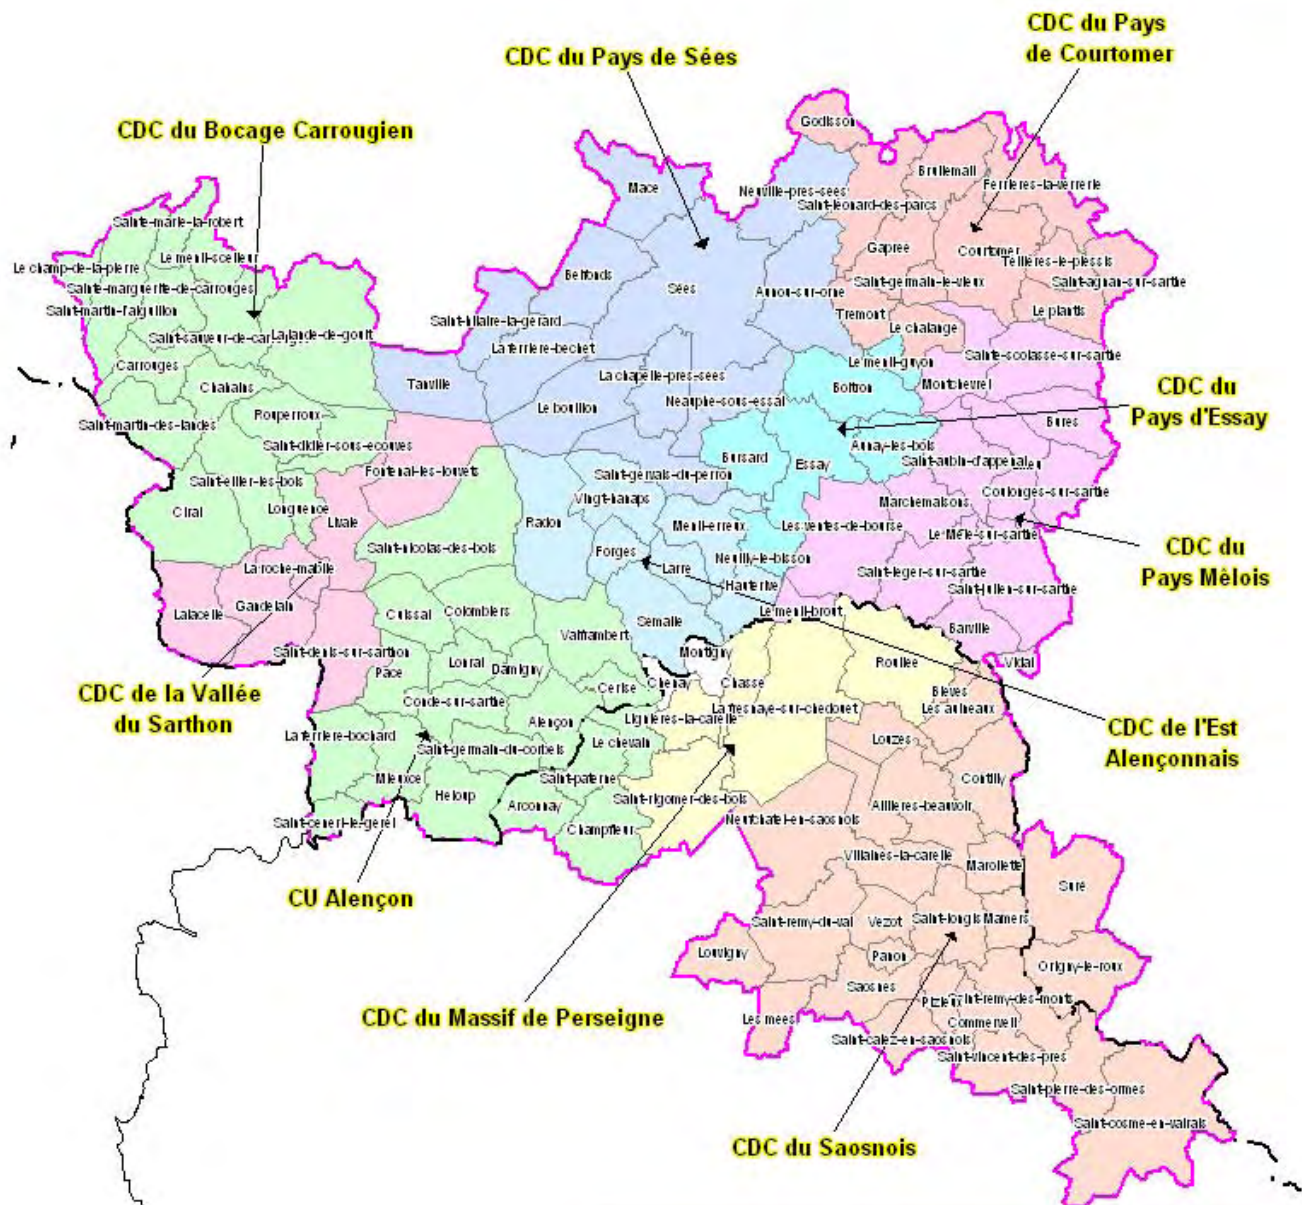 CDC du Pays
de Courtomer
CDC du Pays de Sées
CDC du Bocage Carrougien
Godisson
Brullemail
Mace
Neuville-pres-sees
Ferrieres-la-verrerie
Saint-leonard-des-parcs
Sainte-marie-la-robert
Gapree
Courtomer
Le menil-scelleur
Tellieres-le-plessis
Le champ-de-la-pierre
Belfonds
Sainte-marguerite-de-carrouges
Sées
Aunou-sur-orne
Saint-germain-le-vieux
Saint-agnan-sur-sarthe
Saint-martin-l'aiguillon
Saint-hilaire-la-gerard
Tremont
Le plantis
Saint-sauveur-de-carrouges
La lande-de-goult
Le chalange
Laferriere-bechet
Sainte-scolasse-sur-sarthe
Carrouges
Le menil-guyon
Chahains
Tanville
La chapelle-pres-sees
Boitron
Montchevrel
CDC du
Pays d'Essay
Rouperroux
Le bouillon
Neauphe-sous-essai
Saint-martin-des-landes
Bures
Saint-didier-sous-ecouves
Aunay-les-bois
Bursard
Essay
Saint-aubin-d'appenai
Fontenai-les-louvets
Saint-gervais-du-perron
Saint-ellier-les-bois
Coulonges-sur-sarthe
Vingt-hanaps
Marchemaisons
Ciral
Longuence
Livaie
Radon
Menil-erreux
Les ventes-de-bourse
Le Mêle-sur-sarthe
Saint-nicolas-des-bois
Forges
CDC du
Pays Mêlois
Neuilly-le-bisson
La roche-mabile
Larre
Saint-leger-sur-sarthe
Hauterive
Saint-julien-sur-sarthe
Gandelain
Lalacelle
Cuissai
Colombiers
Le menil-brout
Semalle
Barville
Valframbert
Saint-denis-sur-sarthon
Montigny
Lonrai
Roullee
Vidai
Pace
Damigny
Chenay
Chasse
CDC de la Vallée
du Sarthon
Cerise
Bleves
Conde-sur-sarthe
La fresnaye-sur-chedouet
Les aulneaux
Lignieres-la-carelle
Alençon
CDC de l'Est
Alençonnais
Laferriere-bochard
Le chevain
Louzes
Saint-germain-du-corbeis
Mieuxce
Saint-paterne
Contilly
Heloup
Saint-rigomer-des-bois
Arconnay
Aillieres-beauvoir
Saint-ceneri-le-gerei
Neufchatel-en-saosnois
Champfleur
Villaines-la-carelle
Marollette
CU Alençon
Sure
Saint-remy-du-val
Vezot
Saint-longis
Mamers
Louvigny
Panon
Origny-le-roux
Saosnes
Saint-remy-des-monts
CDC du Massif de Perseigne
Les mees
Commerveil
Saint-calez-en-saosnois
Saint-vincent-des-pres
Saint-pierre-des-ormes
Saint-cosme-en-vairais
CDC du Saosnois